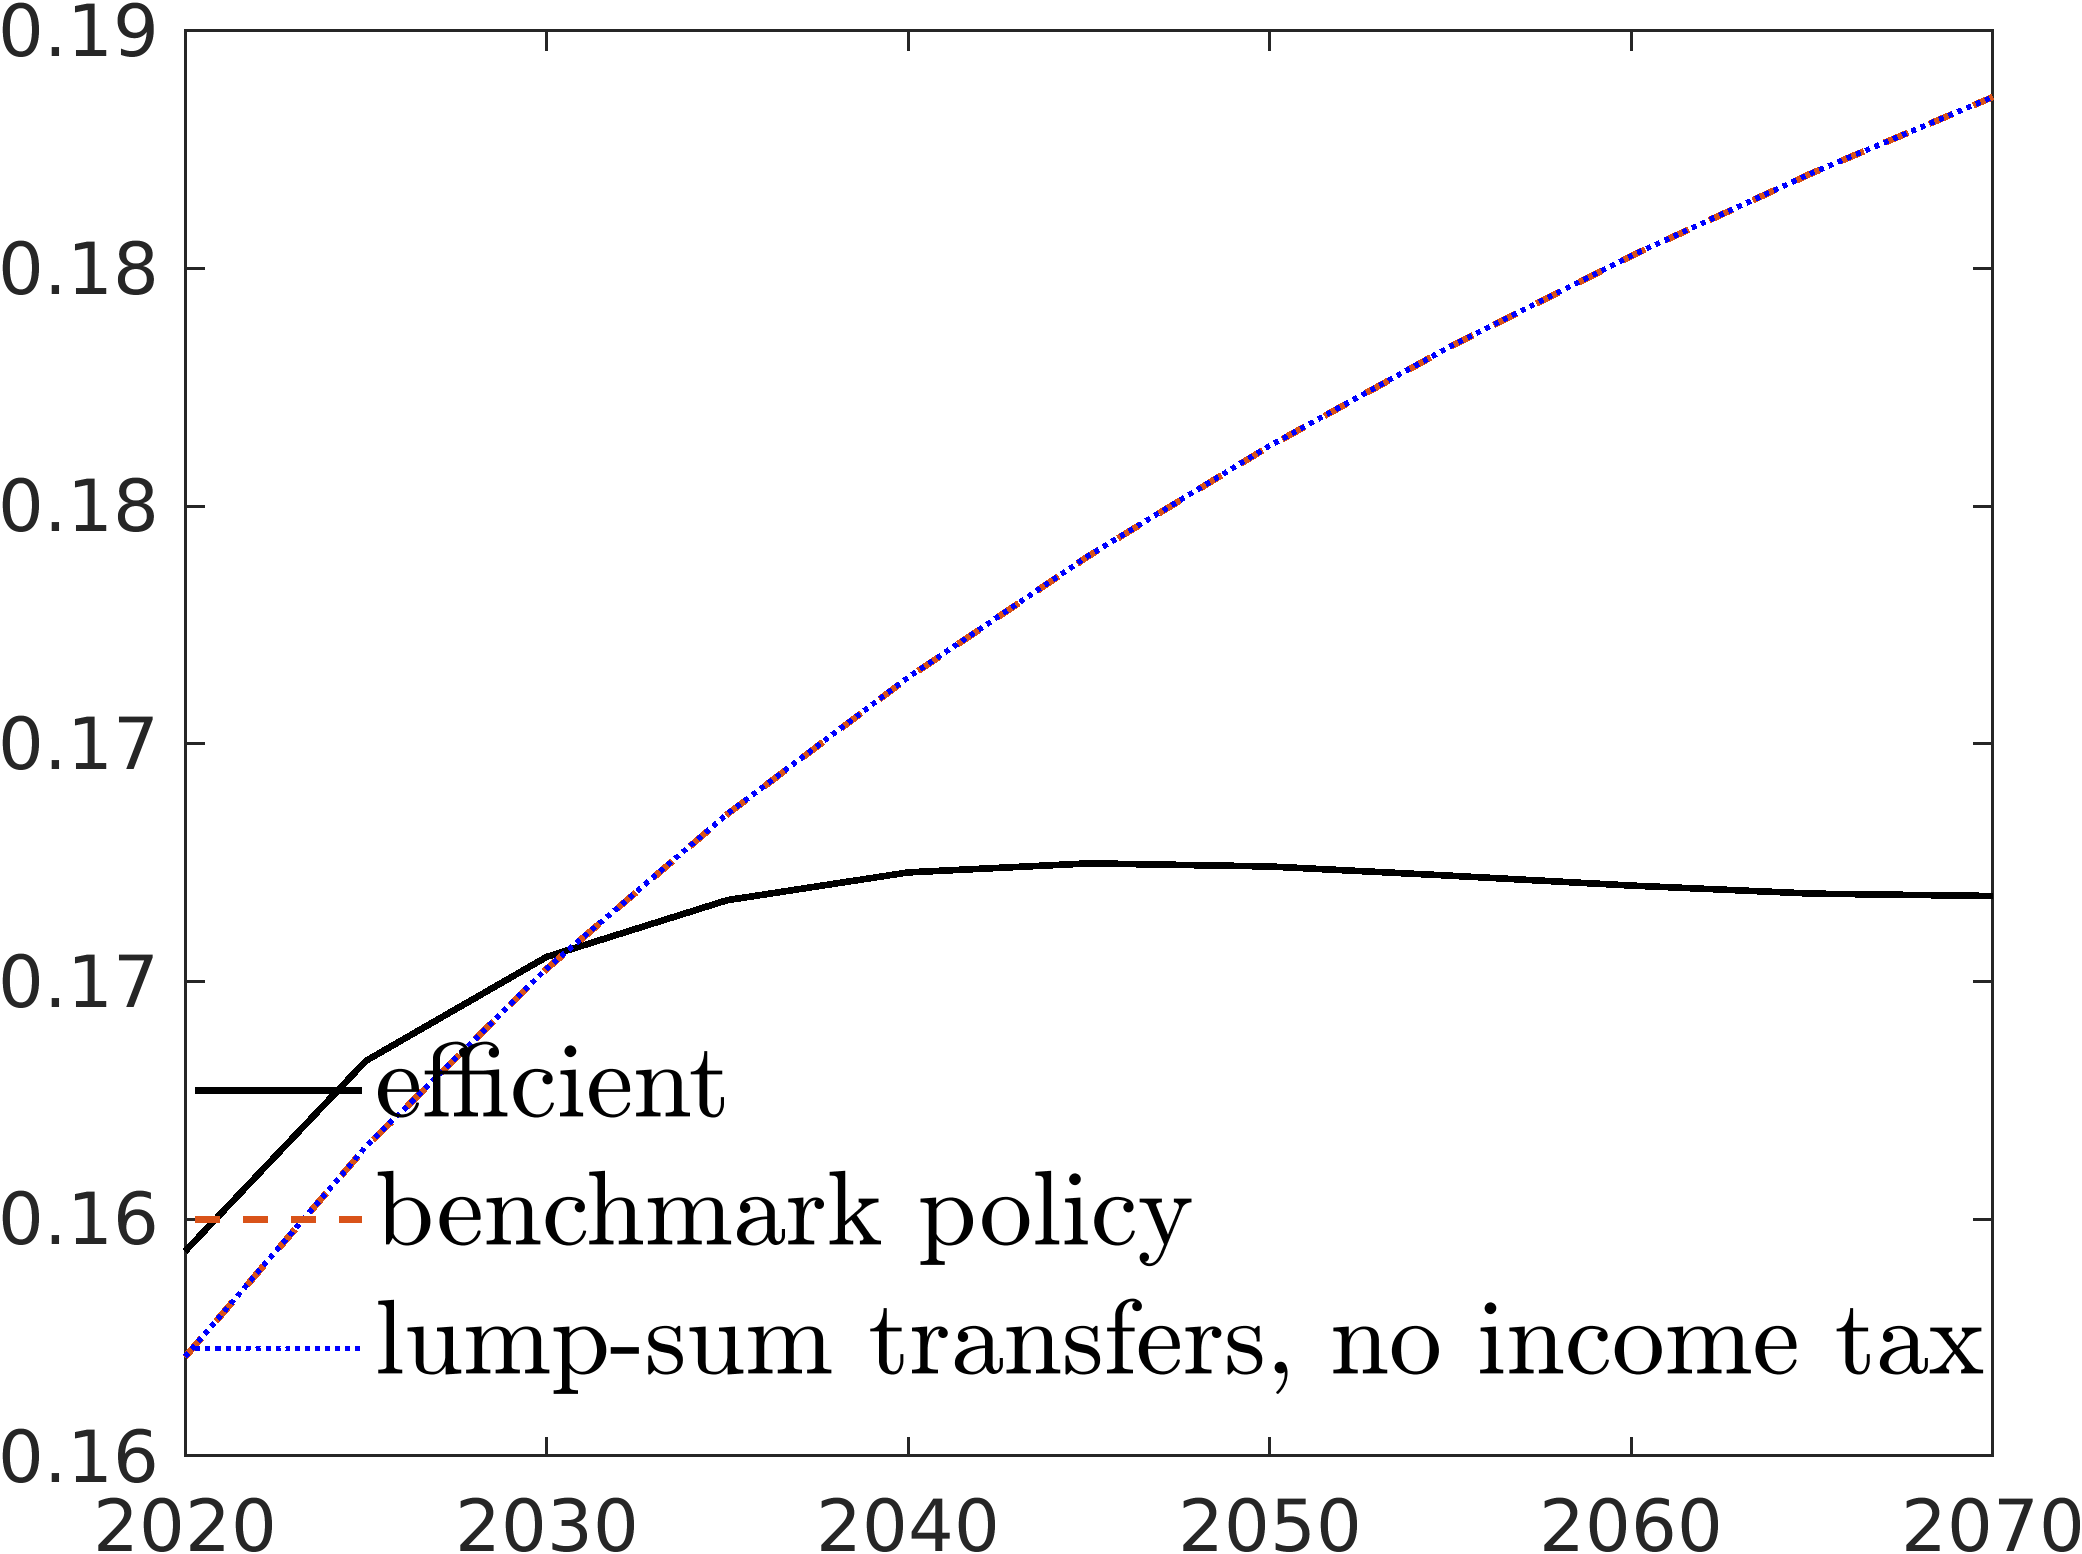 0.19
0.18
0.18
0.17
0.17
0.16
0.16
efficient
benchmark policy
lump-sum transfers, no income tax
2020 2030 2040 2050 2060 2070